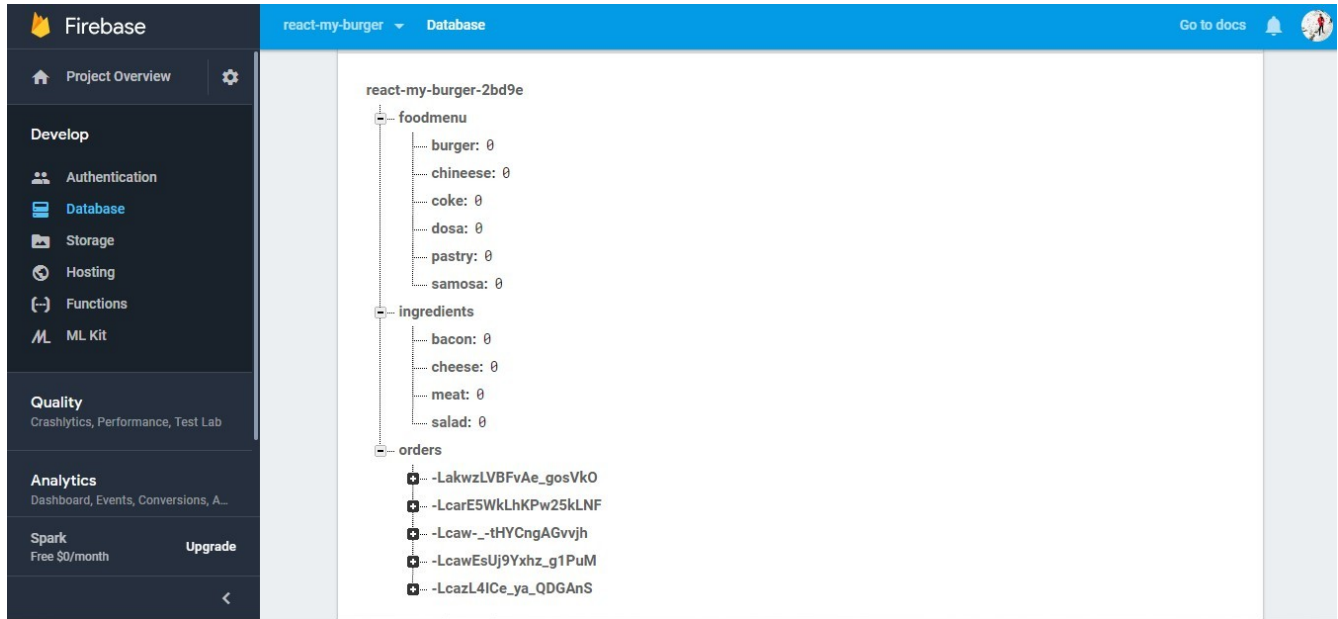 Firebase
react-my-burger Database Go to docs
Project Overview
Develop
Authentication
Database
Storage
Hosting
Functions
ML Kit
Quality
Crashlytics, Performance, Test Lab
Analytics
Dashboard, Events, Conversions, A...
Spark
Free $0/month
Upgrade
react-my-burger-2bd9e
foodmenu
burger: 0
chineese: 0
coke: 0
dosa: 0
pastry: 0
samosa: 0
ingredients
bacon: 0
cheese: 0
meat: 0
salad: 0
orders
-LakwzLVBFvAe_gosVkO
-LcarE5WkLhKPw25kLNF
-Lcaw-_-tHYCngAGvvjh
-LcawEsUj9Yxhz_g1PuM
-LcazL4ICe_ya_QDGAnS